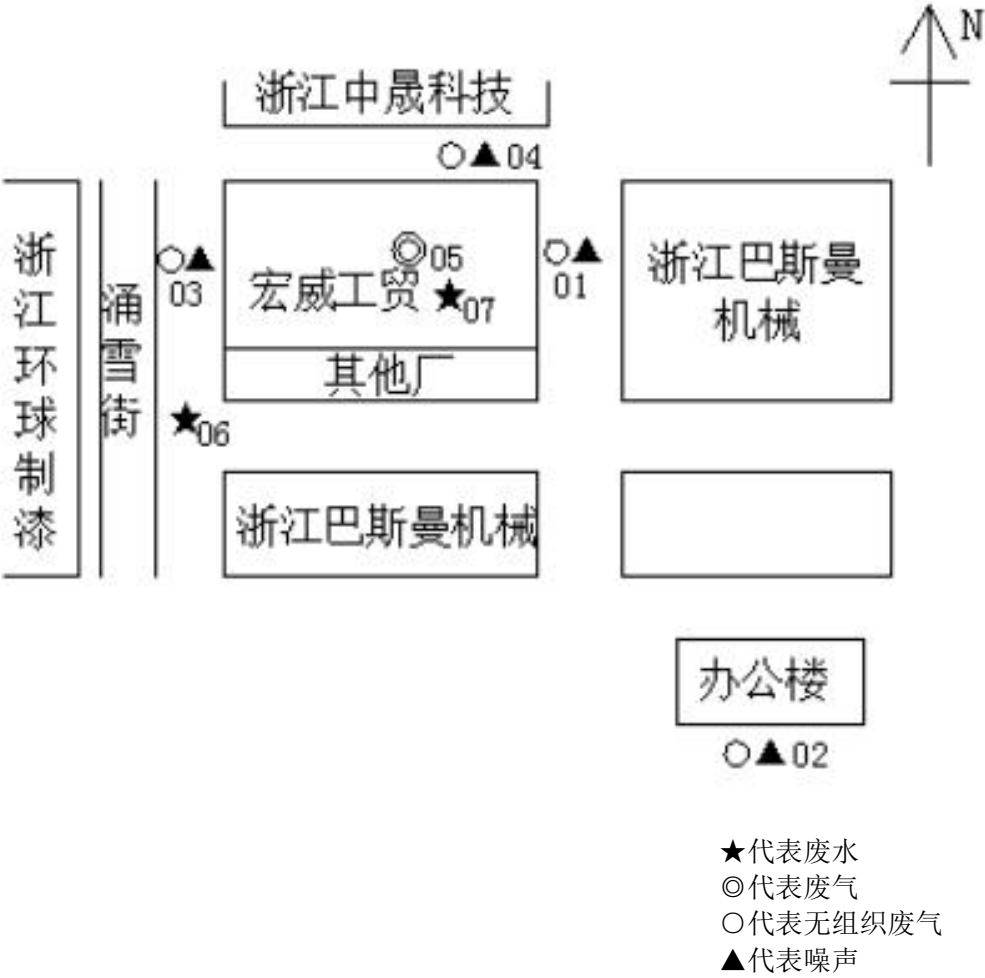 N
浙江中晟科技
○▲04
浙江环球制漆
涌雪街
○▲
03
◎05
宏威工贸
★07
其他厂
○▲
01
浙江巴斯曼
机械
★06
浙江巴斯曼机械
办公楼
○▲02
★代表废水
◎代表废气
○代表无组织废气
▲代表噪声